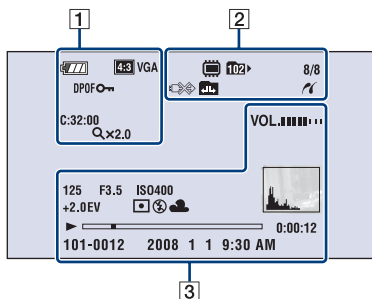 1
2
4:3 VGA
102
8/8
DPOF
C:32:00
×2.0
VOL.
125 F3.5 ISO400
+2.0EV
0:00:12
101-0012 2008 1 1 9:30 AM
3